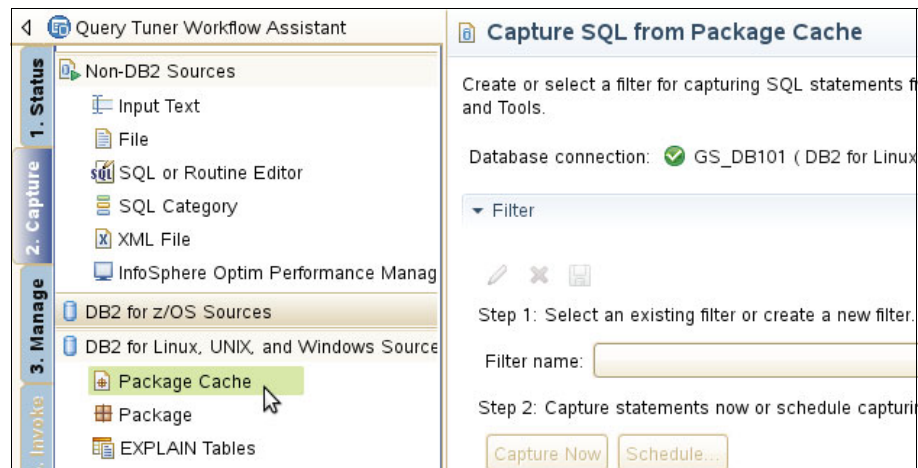 Query Tuner Workflow Assistant
1. Status
2. Capture
3. Manage
Invoke
Non-DB2 Sources
Input Text
File
SQL or Routine Editor
SQL Category
XML File
InfoSphere Optim Performance Manag
DB2 for z/OS Sources
DB2 for Linux, UNIX, and Windows Source
Package Cache
Package
EXPLAIN Tables
Capture SQL from Package Cache
Create or select a filter for capturing SQL statements f
and Tools.
Database connection: GS_DB101 ( DB2 for Linux
Filter
Step 1: Select an existing filter or create a new filter.
Filter name:
Step 2: Capture statements now or schedule capturin
Capture Now Schedule...